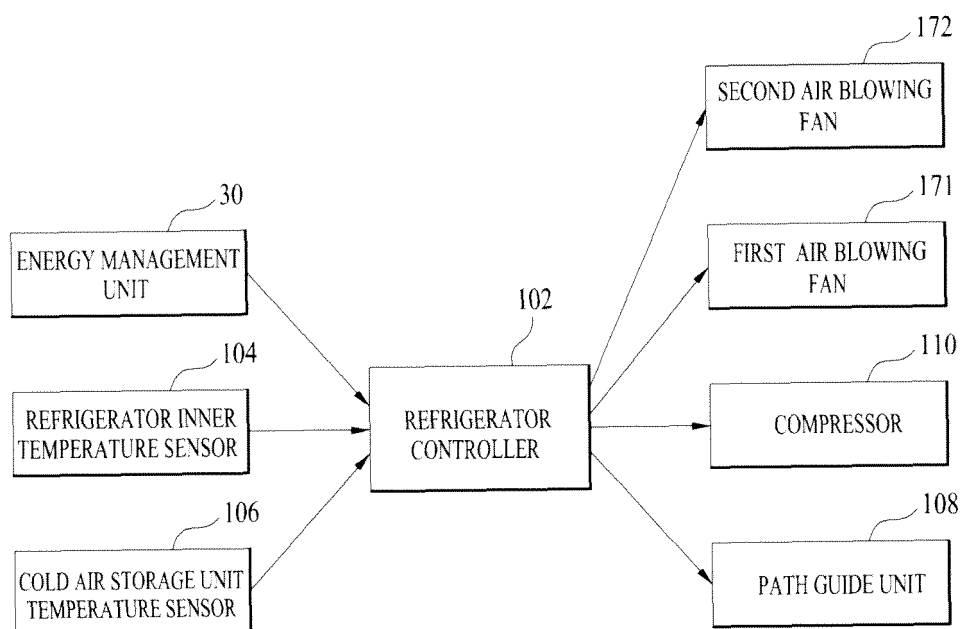 172
SECOND AIR BLOWING
FAN
171
FIRST AIR BLOWING
FAN
30
ENERGY MANAGEMENT
UNIT
102
REFRIGERATOR
CONTROLLER
104
REFRIGERATOR INNER
TEMPERATURE SENSOR
110
COMPRESSOR
106
COLD AIR STORAGE UNIT
TEMPERATURE SENSOR
108
PATH GUIDE UNIT